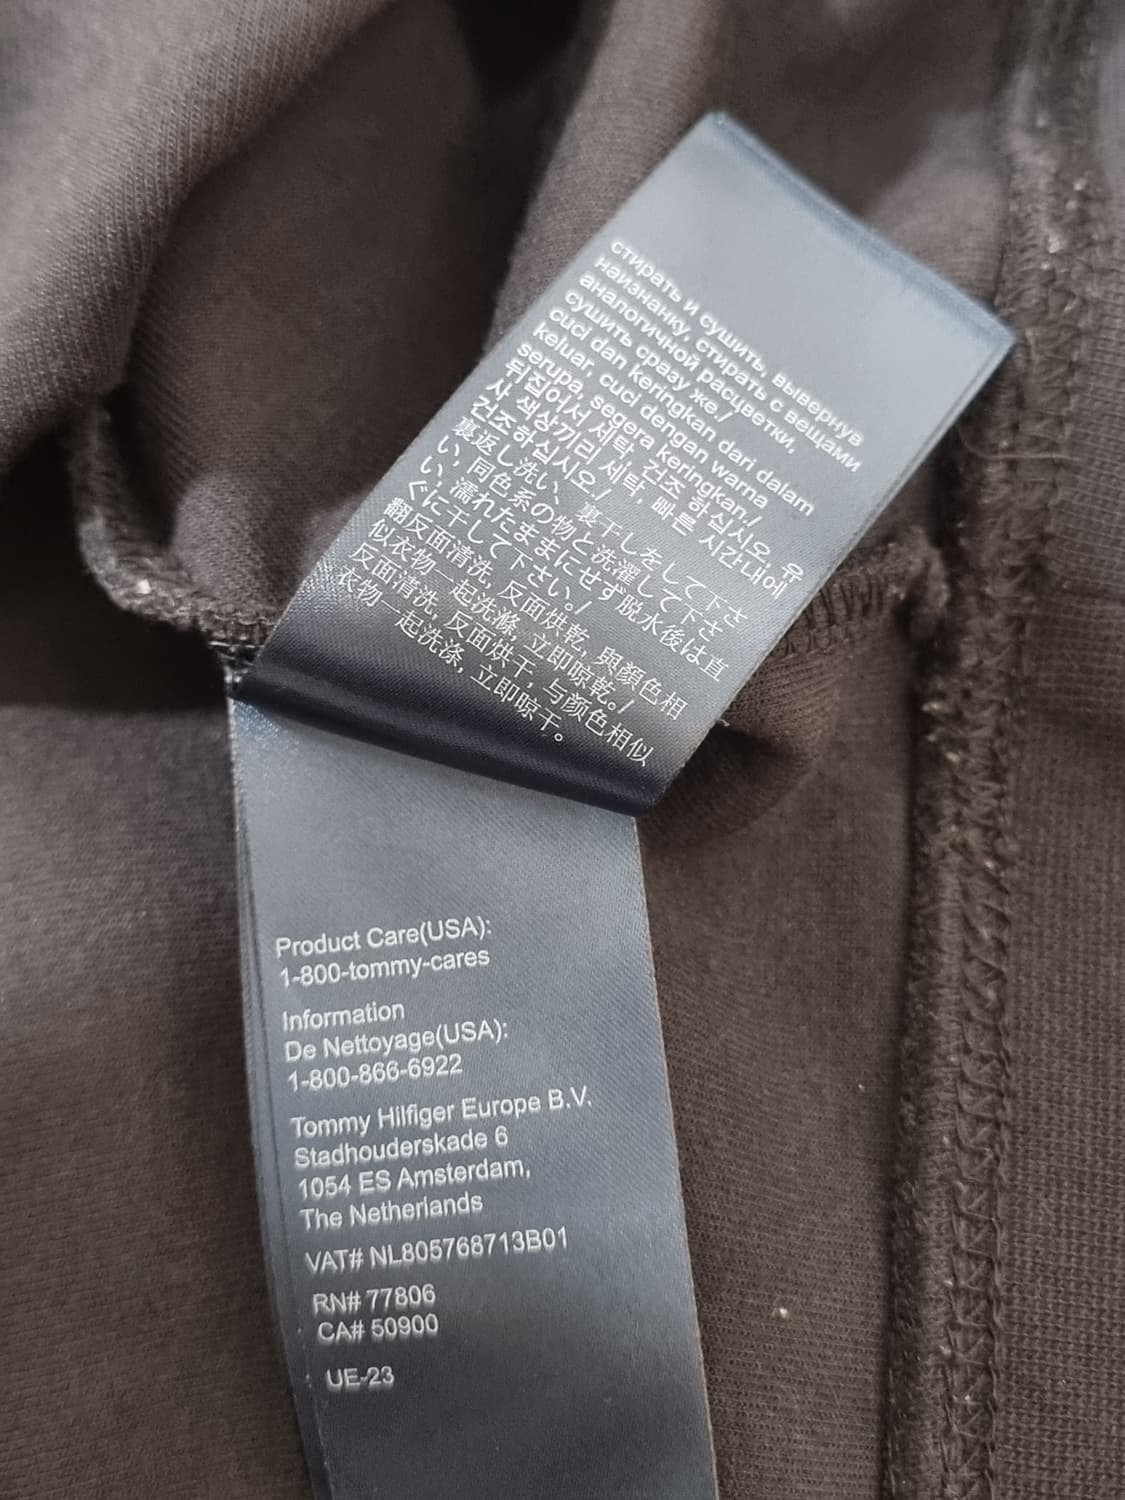 стирать и сушить, вывернув
наизнанку, стирать с вещами
аналогичной расцветки,
сушить сразу же/
cuci dan keringkan dari dalam
keluar, cuci dengan warna
serupa, segera keringkan./
뒤집어서 세탁, 건조 하십시오, 유
사 색상끼리 세탁, 빠른 시간내에
건조하십시오./
裏返し洗い、裏干しをして下さ
い, 同色系の物と洗濯して下さ
い, 濡れたままにせず脱水後は直
ぐに干して下さい。/
翻反面清洗, 反面烘乾, 與顏色相
似衣物一起洗滌, 立即晾乾。/
反面清洗, 反面烘干, 与颜色相似
衣物一起洗涤, 立即晾干。
Product Care(USA):
1-800-tommy-cares
Information
De Nettoyage(USA):
1-800-866-6922
Tommy Hilfiger Europe B.V.
Stadhouderskade 6
1054 ES Amsterdam,
The Netherlands
VAT# NL805768713B01
RN# 77806
CA# 50900
UE-23